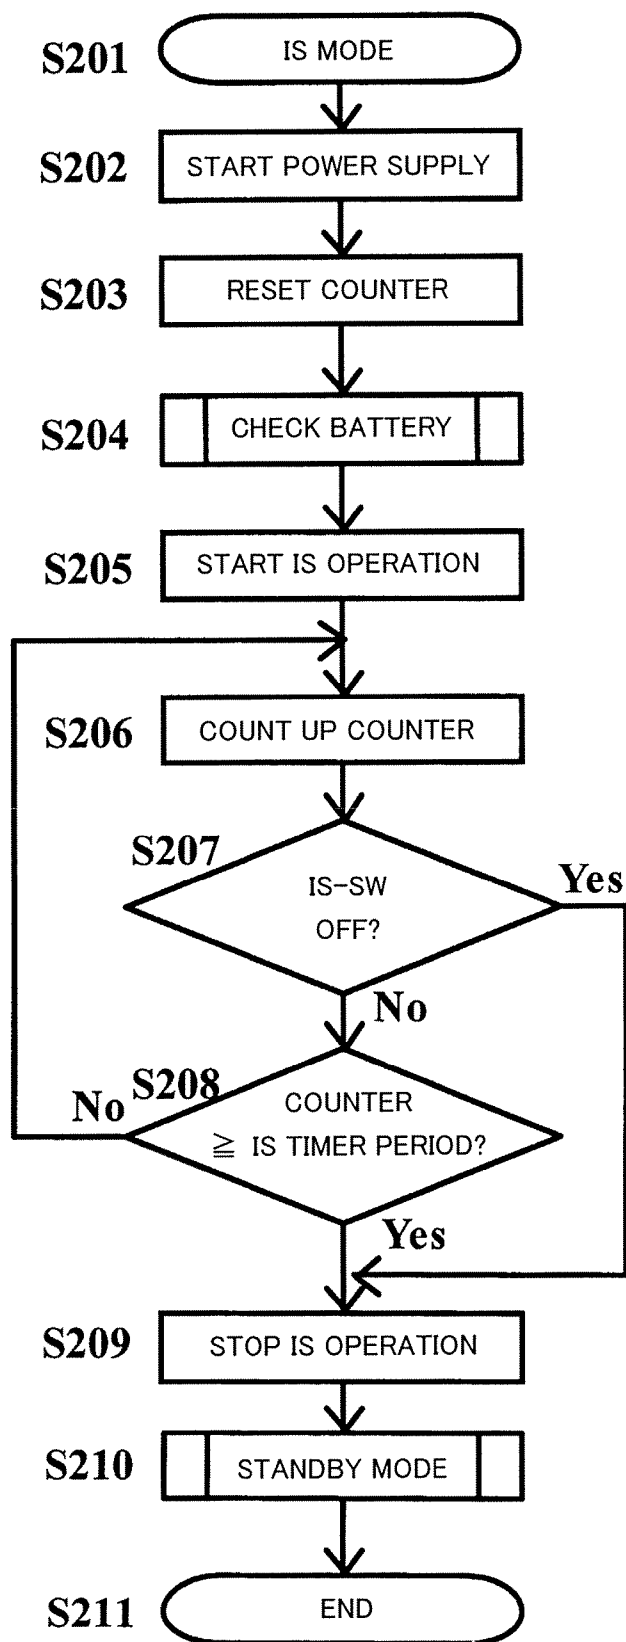 S201
IS MODE
S202
START POWER SUPPLY
S203
RESET COUNTER
S204
CHECK BATTERY
S205
START IS OPERATION
S206
COUNT UP COUNTER
S207
IS-SW
OFF?
Yes
No
S208
COUNTER
≧ IS TIMER PERIOD?
No
Yes
S209
STOP IS OPERATION
S210
STANDBY MODE
S211
END